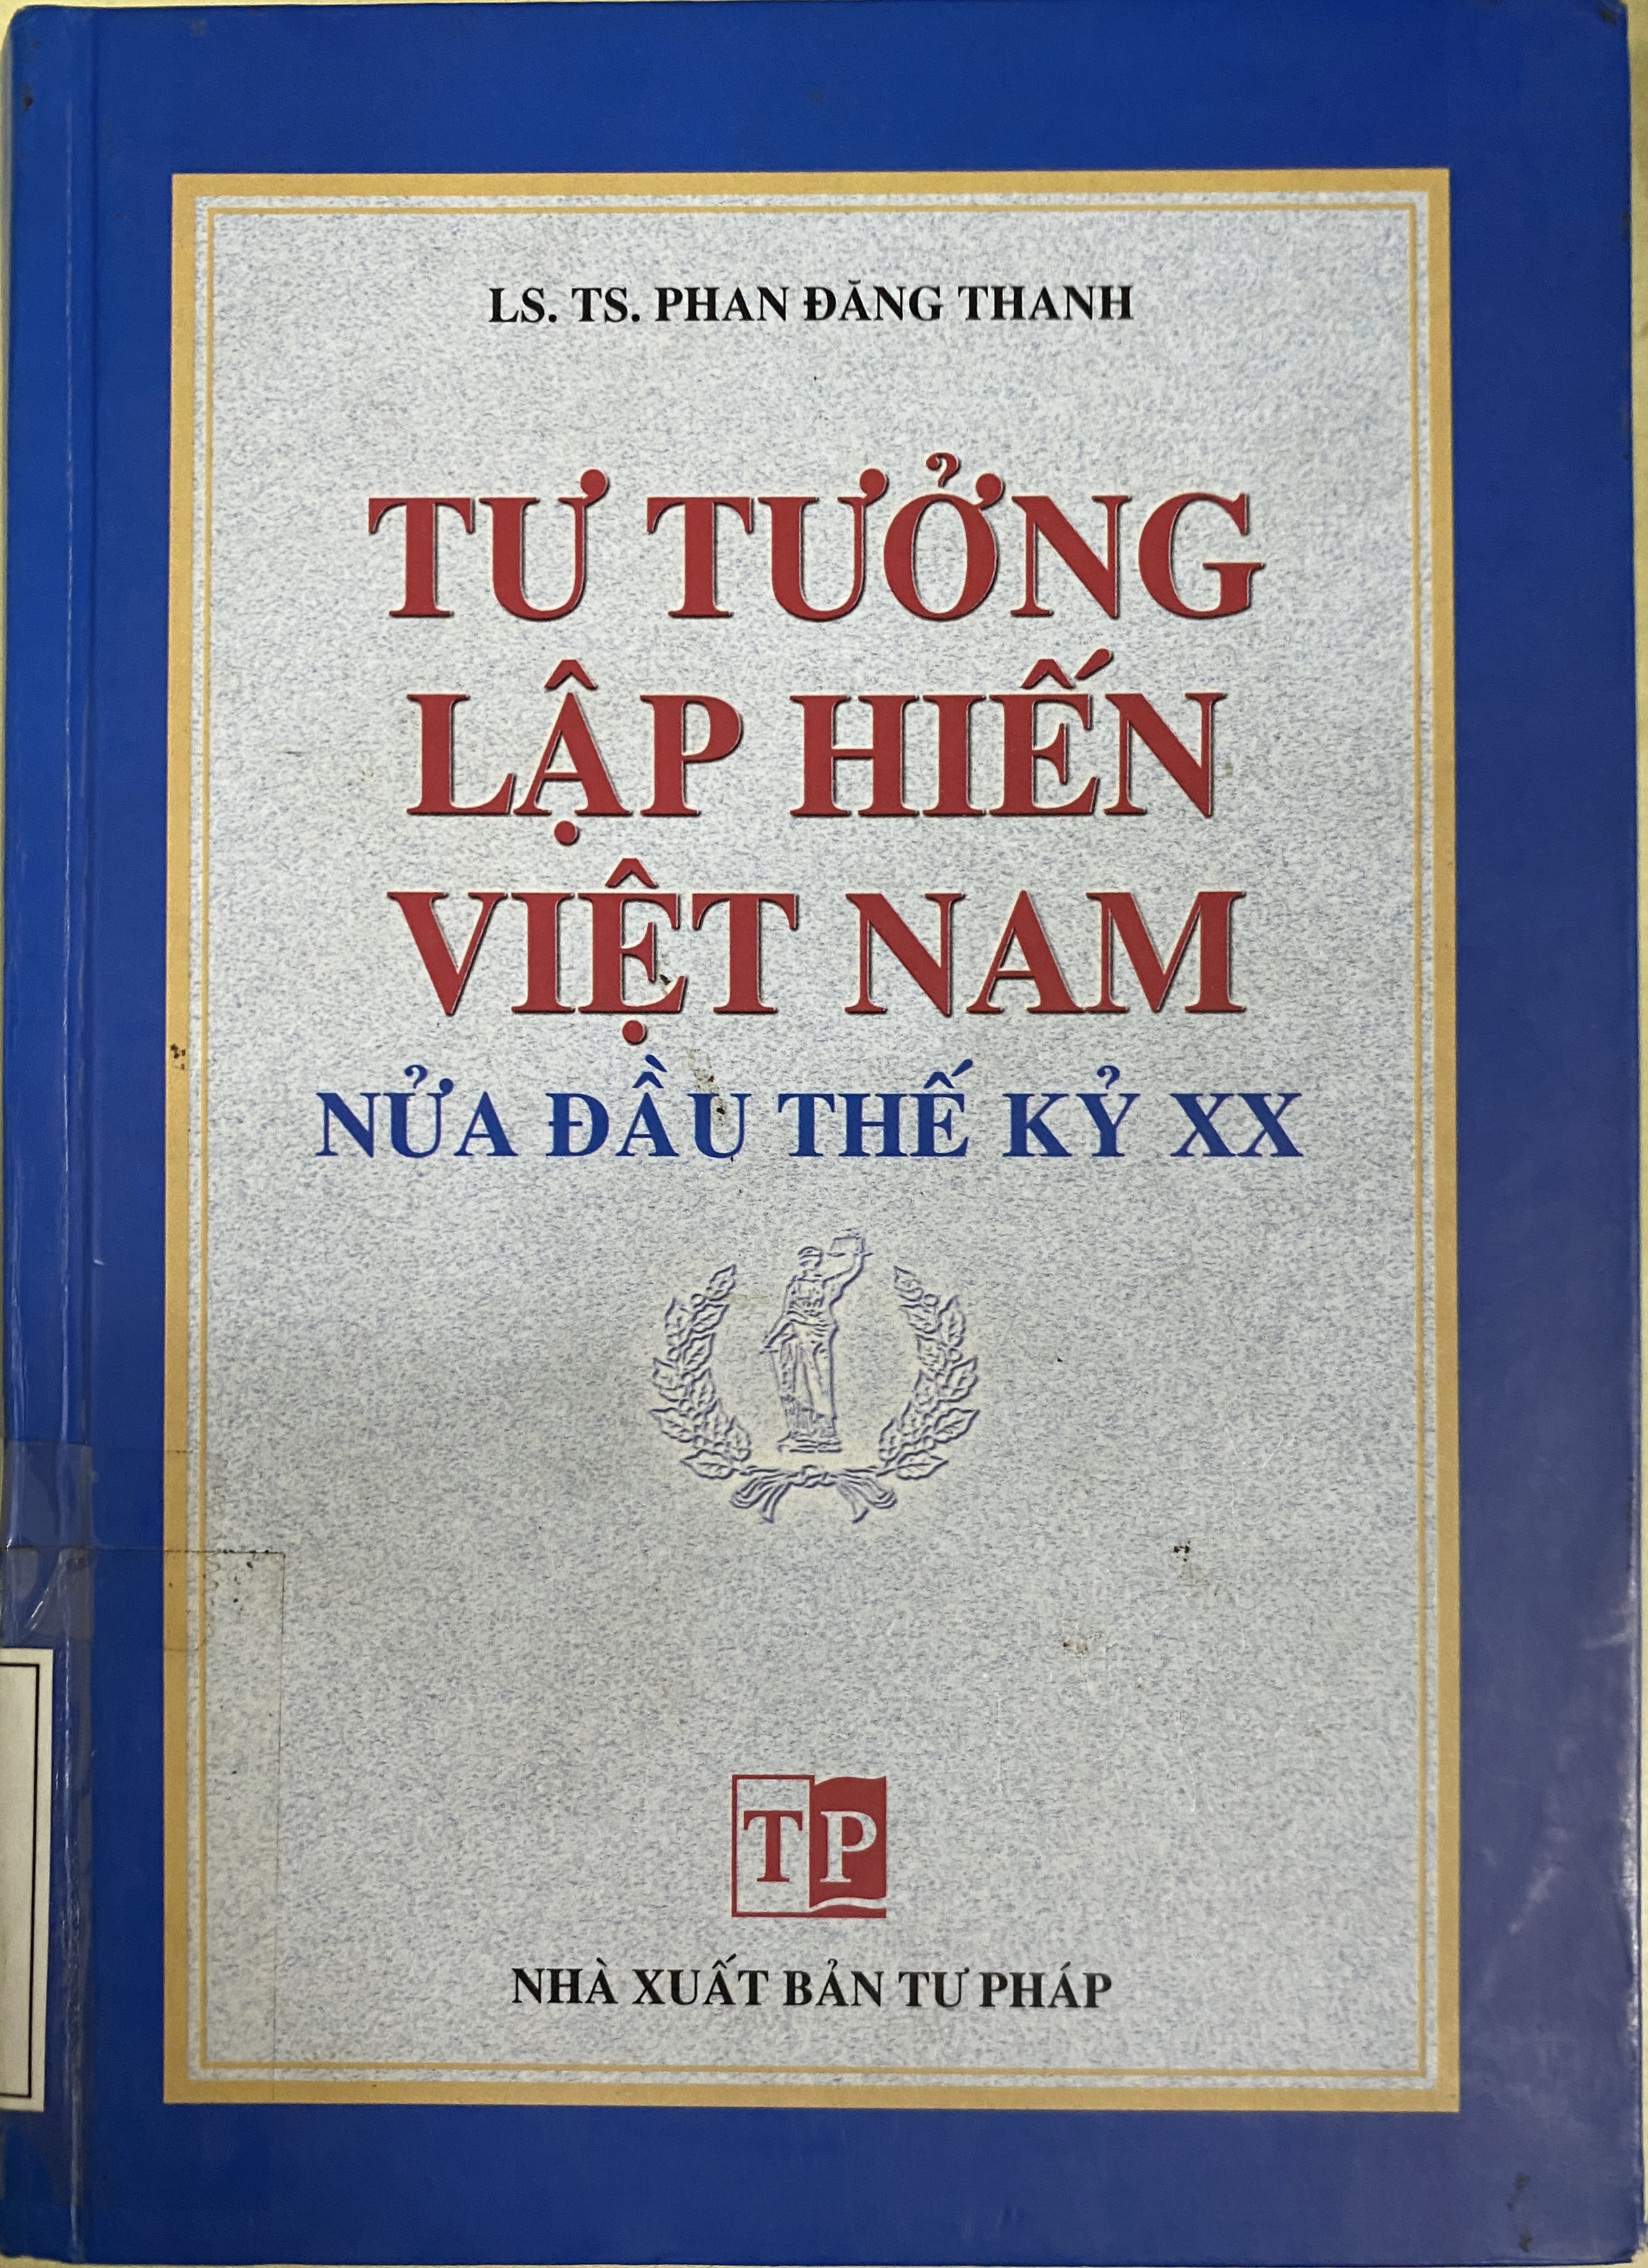 LS. TS. PHAN ĐĂNG THANH
TƯ TƯỞNG
LẬP HIẾN
VIỆT NAM
NỬA ĐẦU THẾ KỶ XX
TP
NHÀ XUẤT BẢN TƯ PHÁP